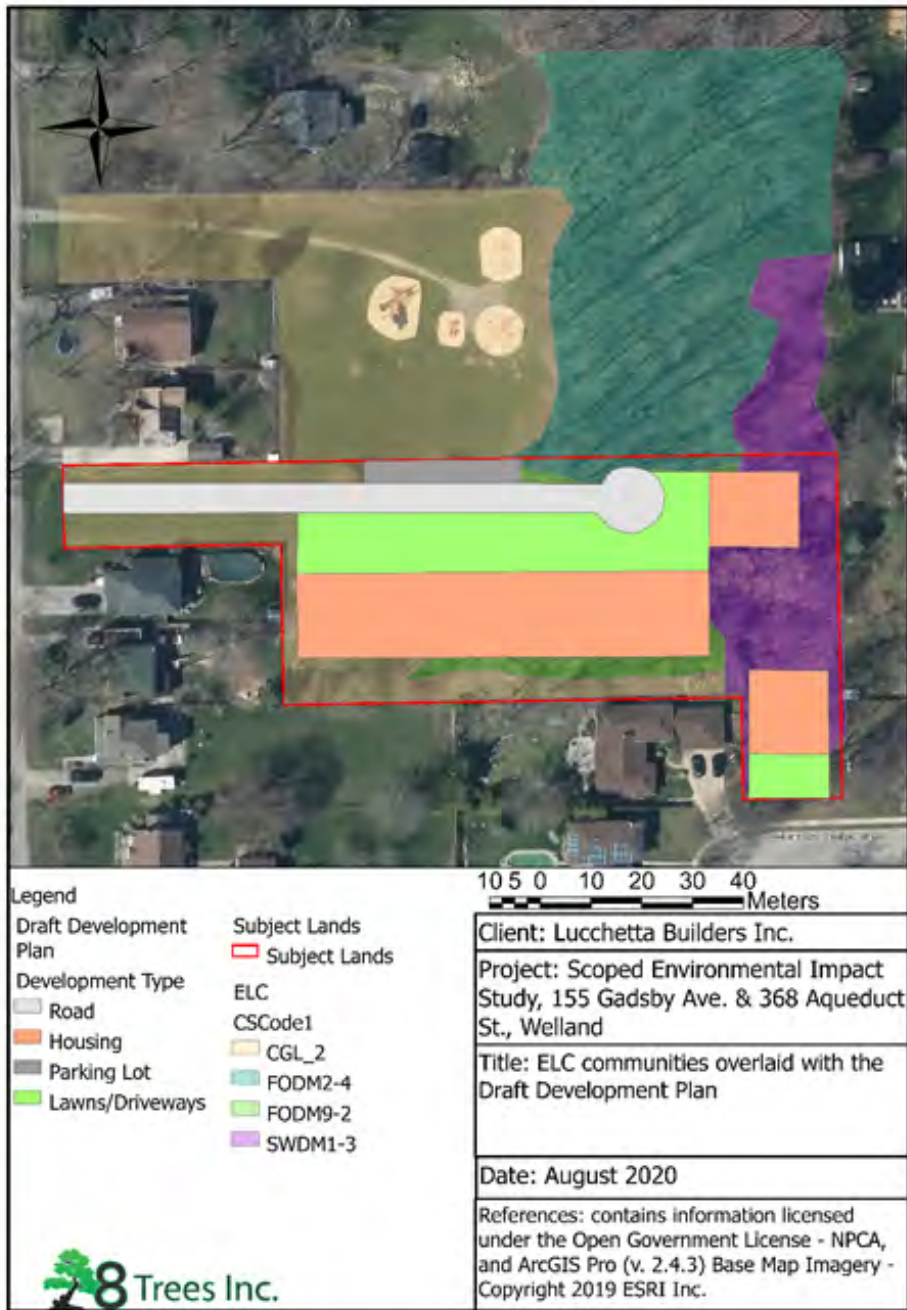 N
Legend
Draft Development
Plan
Development Type
Road
Housing
Parking Lot
Lawns/Driveways
Subject Lands
Subject Lands
ELC
CSCode1
CGL_2
FODM2-4
FODM9-2
SWDM1-3
10 5 0 10 20 30 40
Meters
Client: Lucchetta Builders Inc.
Project: Scoped Environmental Impact
Study, 155 Gadsby Ave. & 368 Aqueduct
St., Welland
Title: ELC communities overlaid with the
Draft Development Plan
Date: August 2020
References: contains information licensed
under the Open Government License - NPCA,
and ArcGIS Pro (v. 2.4.3) Base Map Imagery -
Copyright 2019 ESRI Inc.
8 Trees Inc.